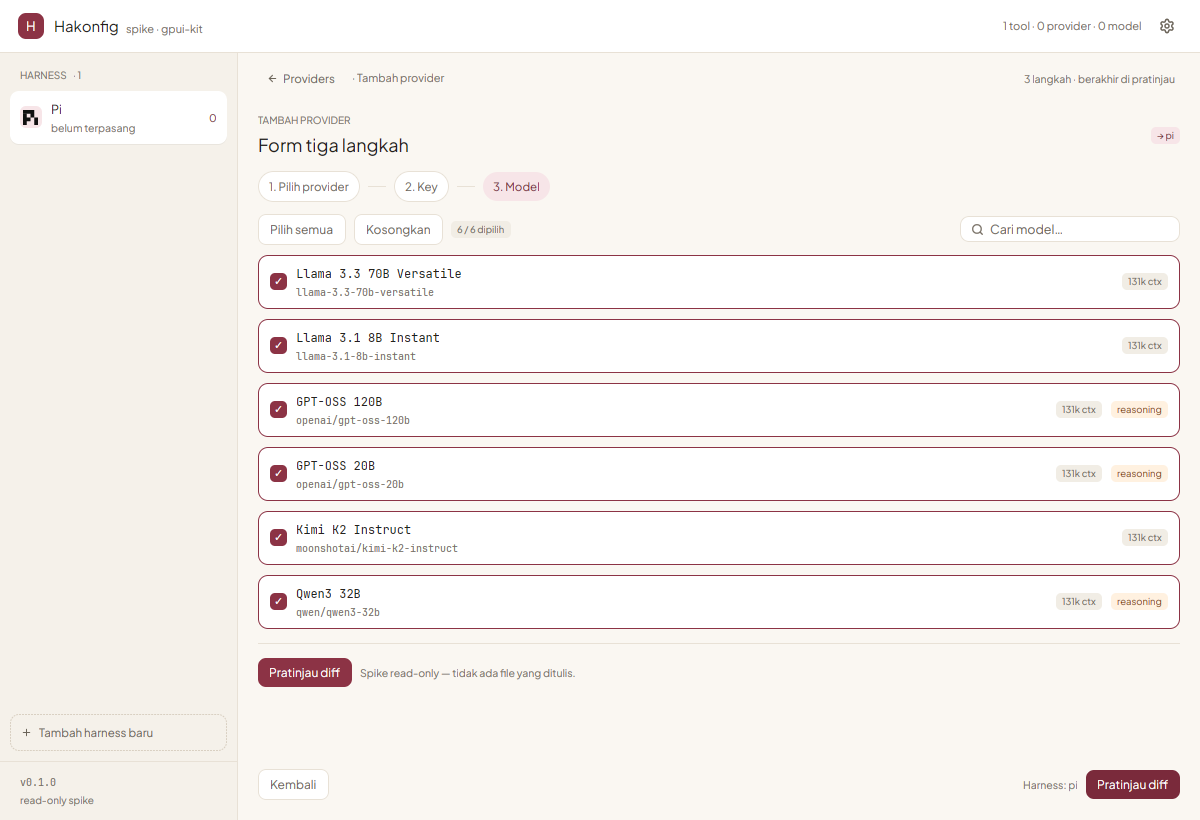 H Hakonfig spike · gpui-kit
1 tool · 0 provider · 0 model
HARNESS · 1
Pi
belum terpasang
0
+ Tambah harness baru
v0.1.0
read-only spike
← Providers · Tambah provider
3 langkah · berakhir di pratinjau
TAMBAH PROVIDER
Form tiga langkah
→ pi
1. Pilih provider
2. Key
3. Model
Pilih semua
Kosongkan
6 / 6 dipilih
Cari model…
Llama 3.3 70B Versatile
llama-3.3-70b-versatile
131k ctx
Llama 3.1 8B Instant
llama-3.1-8b-instant
131k ctx
GPT-OSS 120B
openai/gpt-oss-120b
131k ctx reasoning
GPT-OSS 20B
openai/gpt-oss-20b
131k ctx reasoning
Kimi K2 Instruct
moonshotai/kimi-k2-instruct
131k ctx
Qwen3 32B
qwen/qwen3-32b
131k ctx reasoning
Pratinjau diff
Spike read-only — tidak ada file yang ditulis.
Kembali
Harness: pi
Pratinjau diff